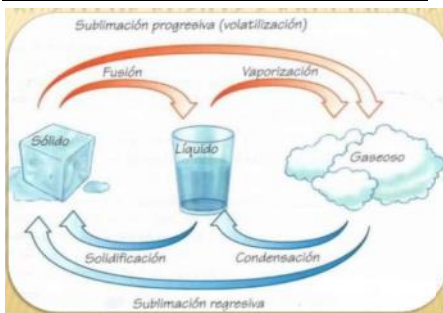 Sublimación progresiva (volatilización)
Fusión
Vaporización
Sólido
Líquido
Gaseoso
Solidificación
Condensación
Sublimación regresiva